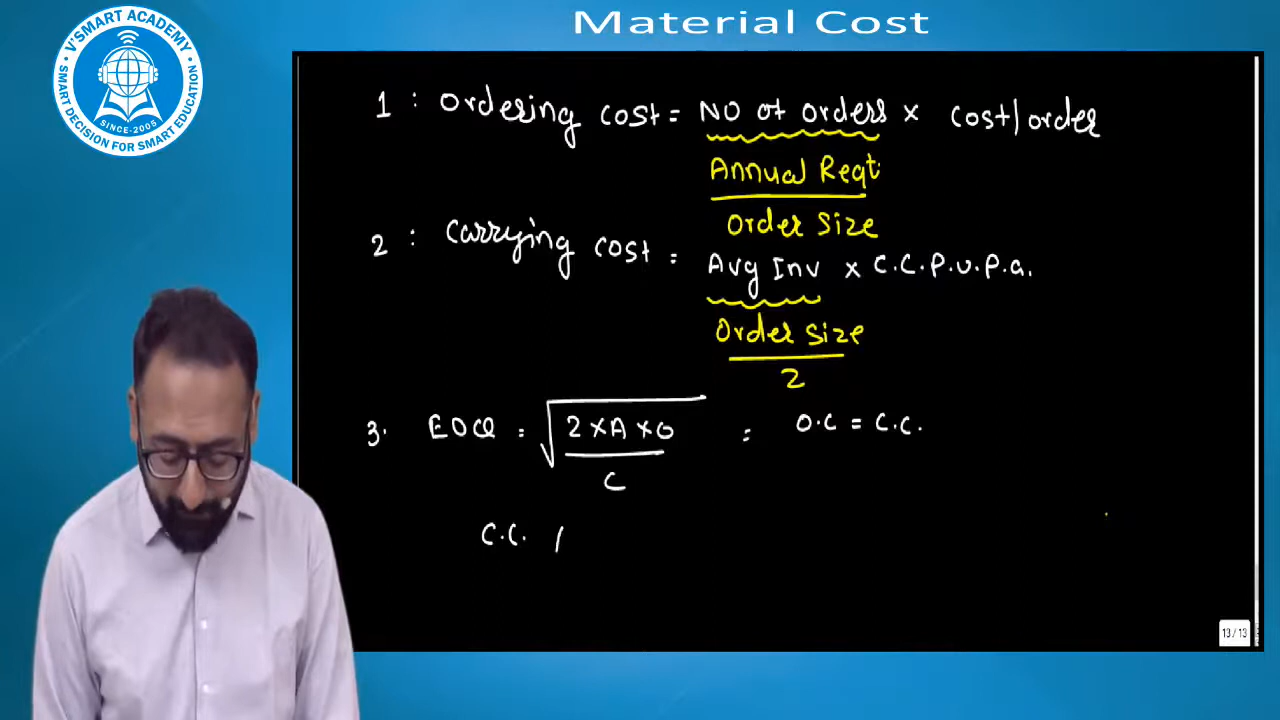 Material Cost
V'SMART ACADEMY
SINCE-2005
SMART DECISION FOR SMART EDUCATION
1 : Ordering cost = NO of orders × cost/order
Annual Reqt.
Order Size
2 : Carrying cost = Avg Inv × C.C.P.U.P.a.
Order Size
2
3. EOQ = √ 2 × A × O = O.C = C.C.
C
C.C. /
13/13